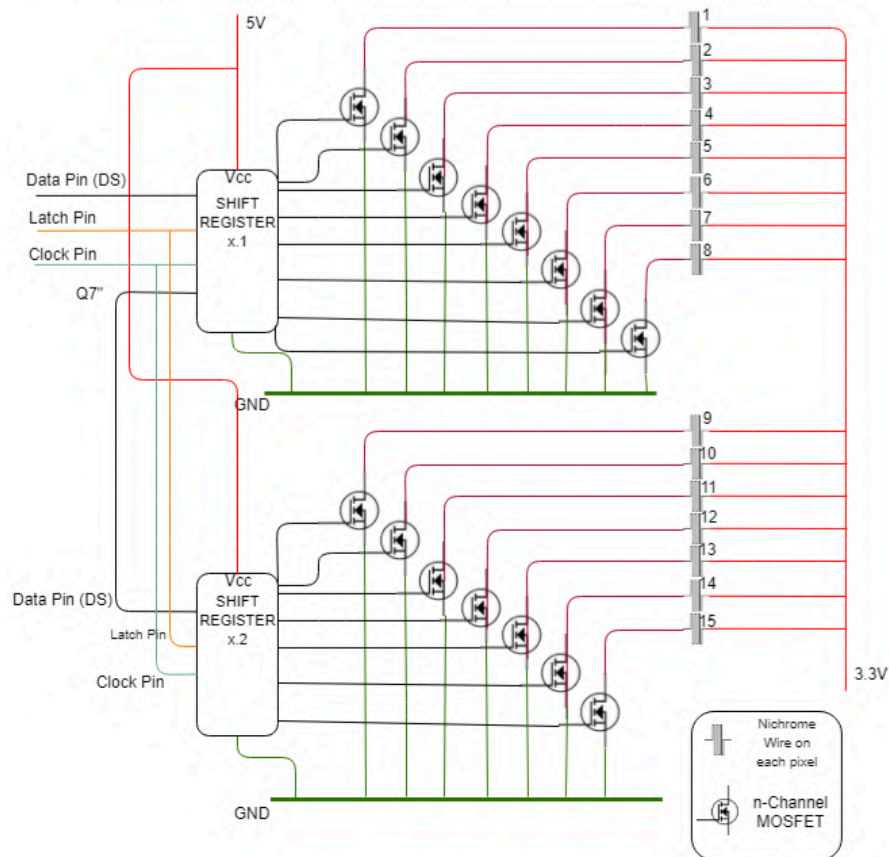 5V
1
2
3
4
5
6
7
8
Data Pin (DS)
Latch Pin
Clock Pin
Q7"
Vcc
SHIFT
REGISTER
x.1
GND
9
10
11
12
13
14
15
Data Pin (DS)
Latch Pin
Clock Pin
Vcc
SHIFT
REGISTER
x.2
GND
3.3V
Nichrome
Wire on
each pixel
n-Channel
MOSFET